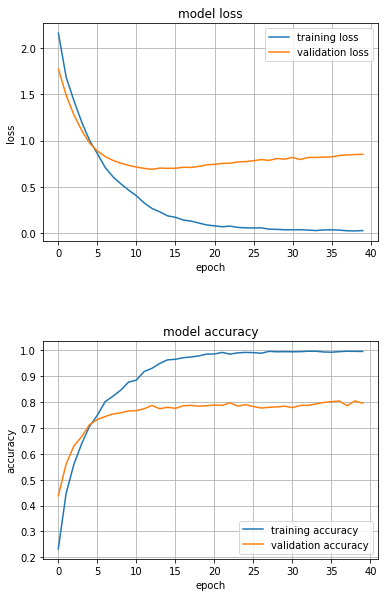 model loss
training loss
validation loss
2.0
1.5
1.0
0.5
0.0
loss
0 5 10 15 20 25 30 35 40
epoch
model accuracy
1.0
0.9
0.8
0.7
0.6
0.5
0.4
0.3
0.2
accuracy
training accuracy
validation accuracy
0 5 10 15 20 25 30 35 40
epoch